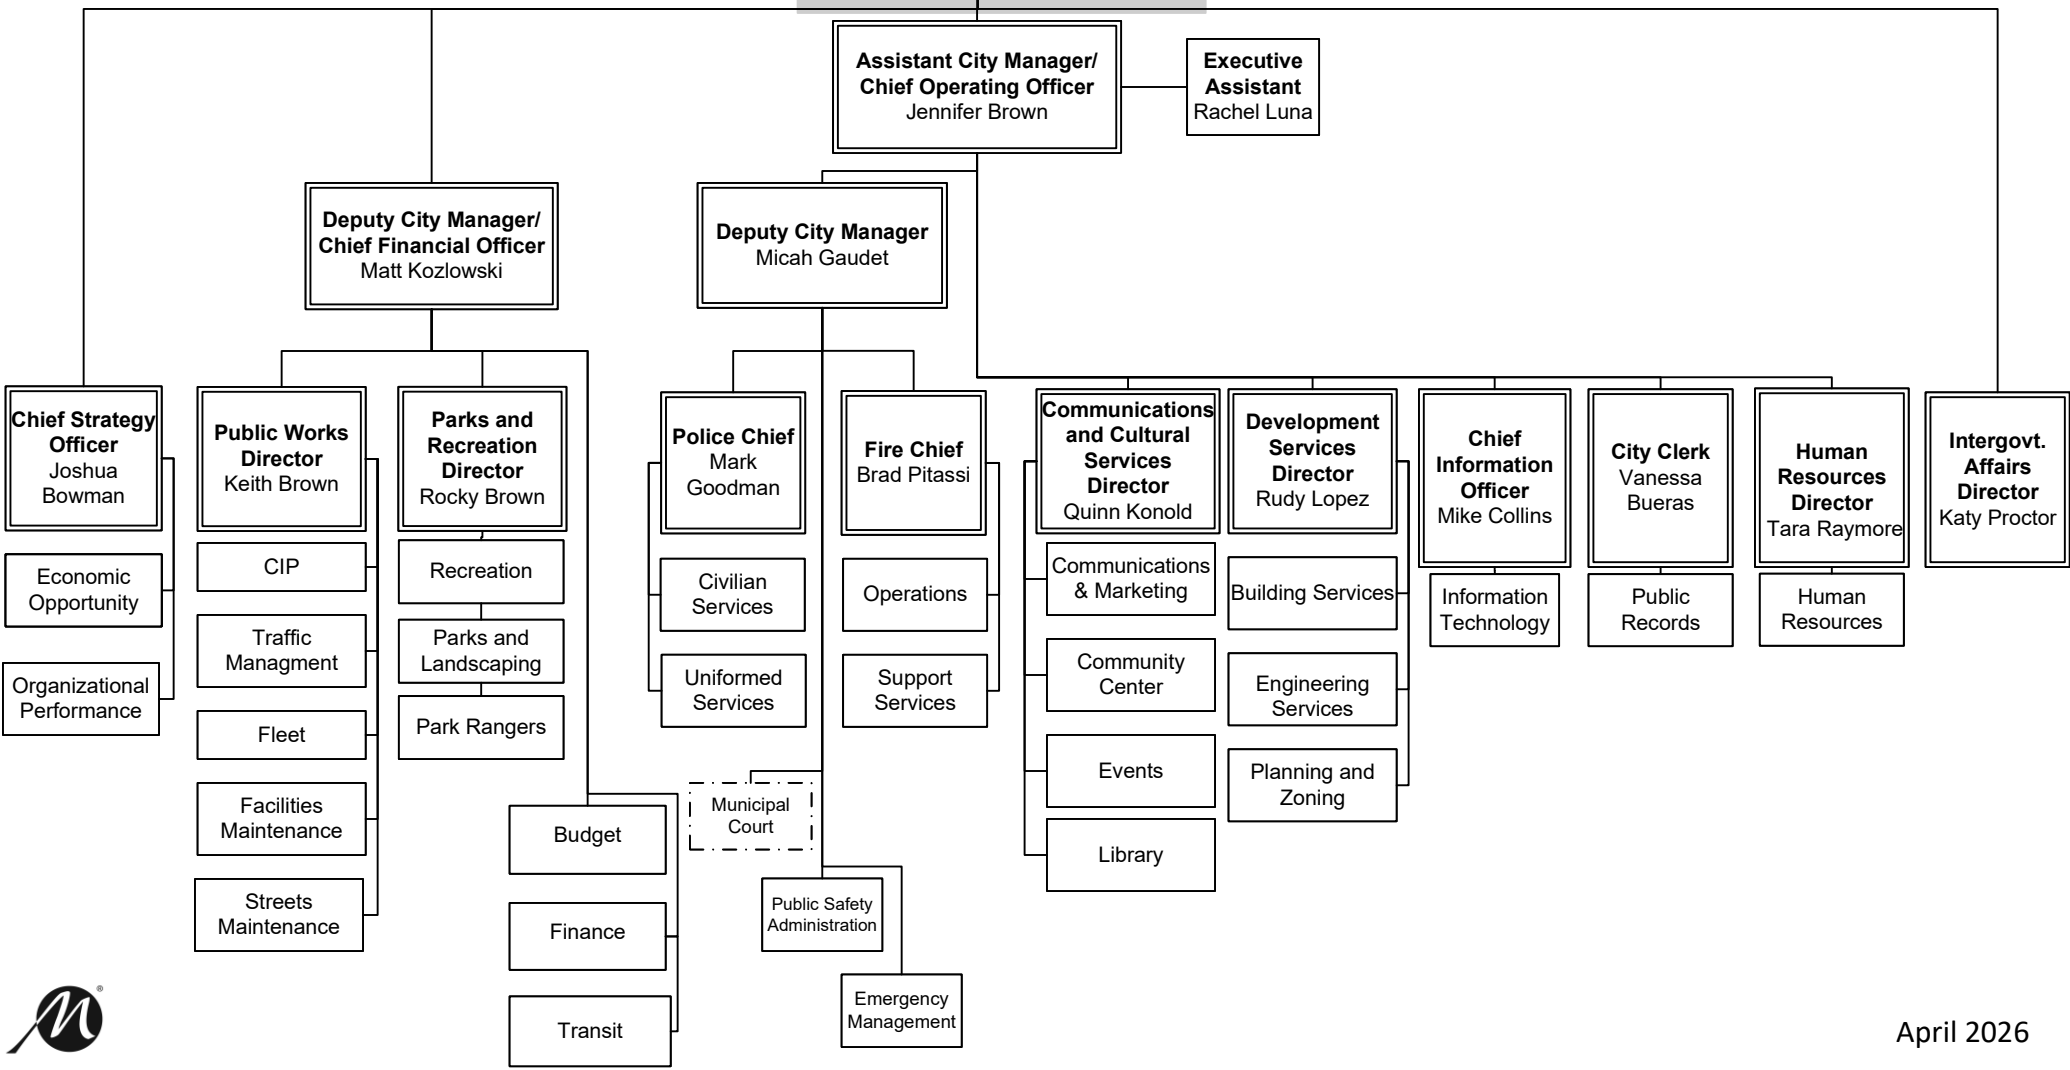 Assistant City Manager/
Chief Operating Officer
Jennifer Brown
Executive
Assistant
Rachel Luna
Deputy City Manager/
Chief Financial Officer
Matt Kozlowski
Deputy City Manager
Micah Gaudet
Chief Strategy
Officer
Joshua
Bowman
Economic
Opportunity
Organizational
Performance
Public Works
Director
Keith Brown
CIP
Traffic
Managment
Fleet
Facilities
Maintenance
Streets
Maintenance
Parks and
Recreation
Director
Rocky Brown
Recreation
Parks and
Landscaping
Park Rangers
Budget
Finance
Transit
Police Chief
Mark
Goodman
Civilian
Services
Uniformed
Services
Fire Chief
Brad Pitassi
Operations
Support
Services
Municipal
Court
Public Safety
Administration
Emergency
Management
Communications
and Cultural
Services
Director
Quinn Konold
Communications
& Marketing
Community
Center
Events
Library
Development
Services
Director
Rudy Lopez
Building Services
Engineering
Services
Planning and
Zoning
Chief
Information
Officer
Mike Collins
Information
Technology
City Clerk
Vanessa
Bueras
Public
Records
Human
Resources
Director
Tara Raymore
Human
Resources
Intergovt.
Affairs
Director
Katy Proctor
M®
April 2026